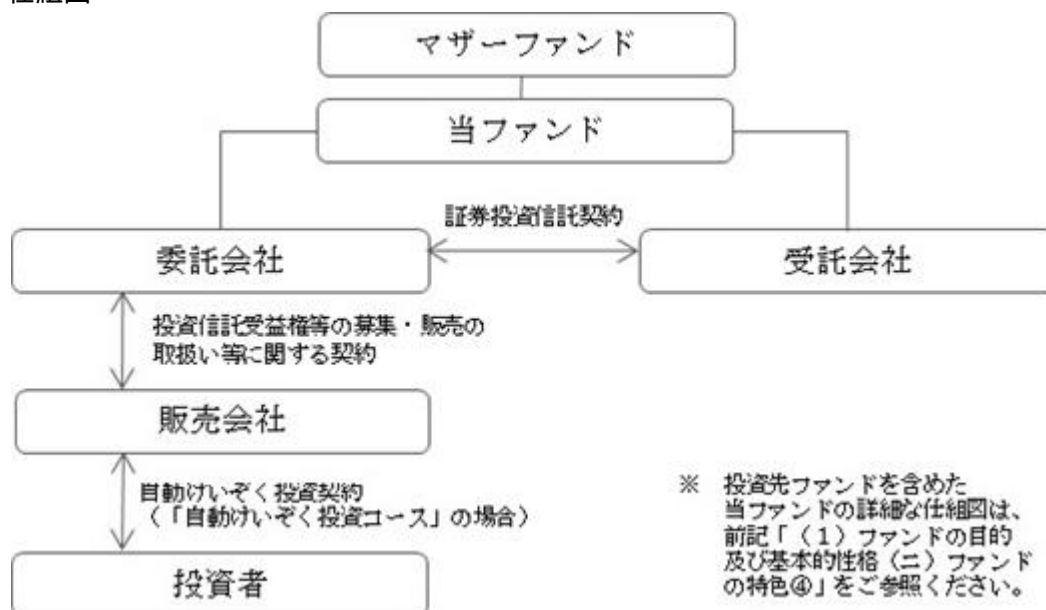 マザーファンド
当ファンド
証券投資信託契約
委託会社
受託会社
投資信託受益権等の募集・販売の
取扱い等に関する契約
販売会社
自動けいぞく投資契約
(「自動けいぞく投資コース」の場合)
※ 投資先ファンドを含めた
当ファンドの詳細な仕組図は、
前記「(1)ファンドの目的
及び基本的性格(ニ)ファンド
の特色④」をご参照ください。
投資者